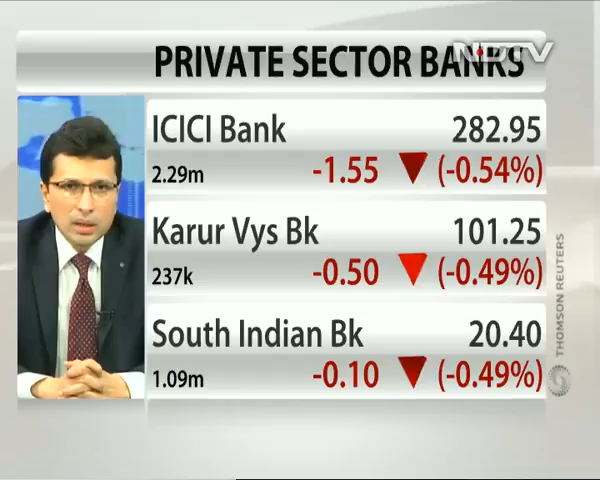 NDTV
PRIVATE SECTOR BANKS
ICICI Bank 282.95
2.29m -1.55 ▼ (-0.54%)
Karur Vys Bk 101.25
237k -0.50 ▼ (-0.49%)
South Indian Bk 20.40
1.09m -0.10 ▼ (-0.49%)
THOMSON REUTERS